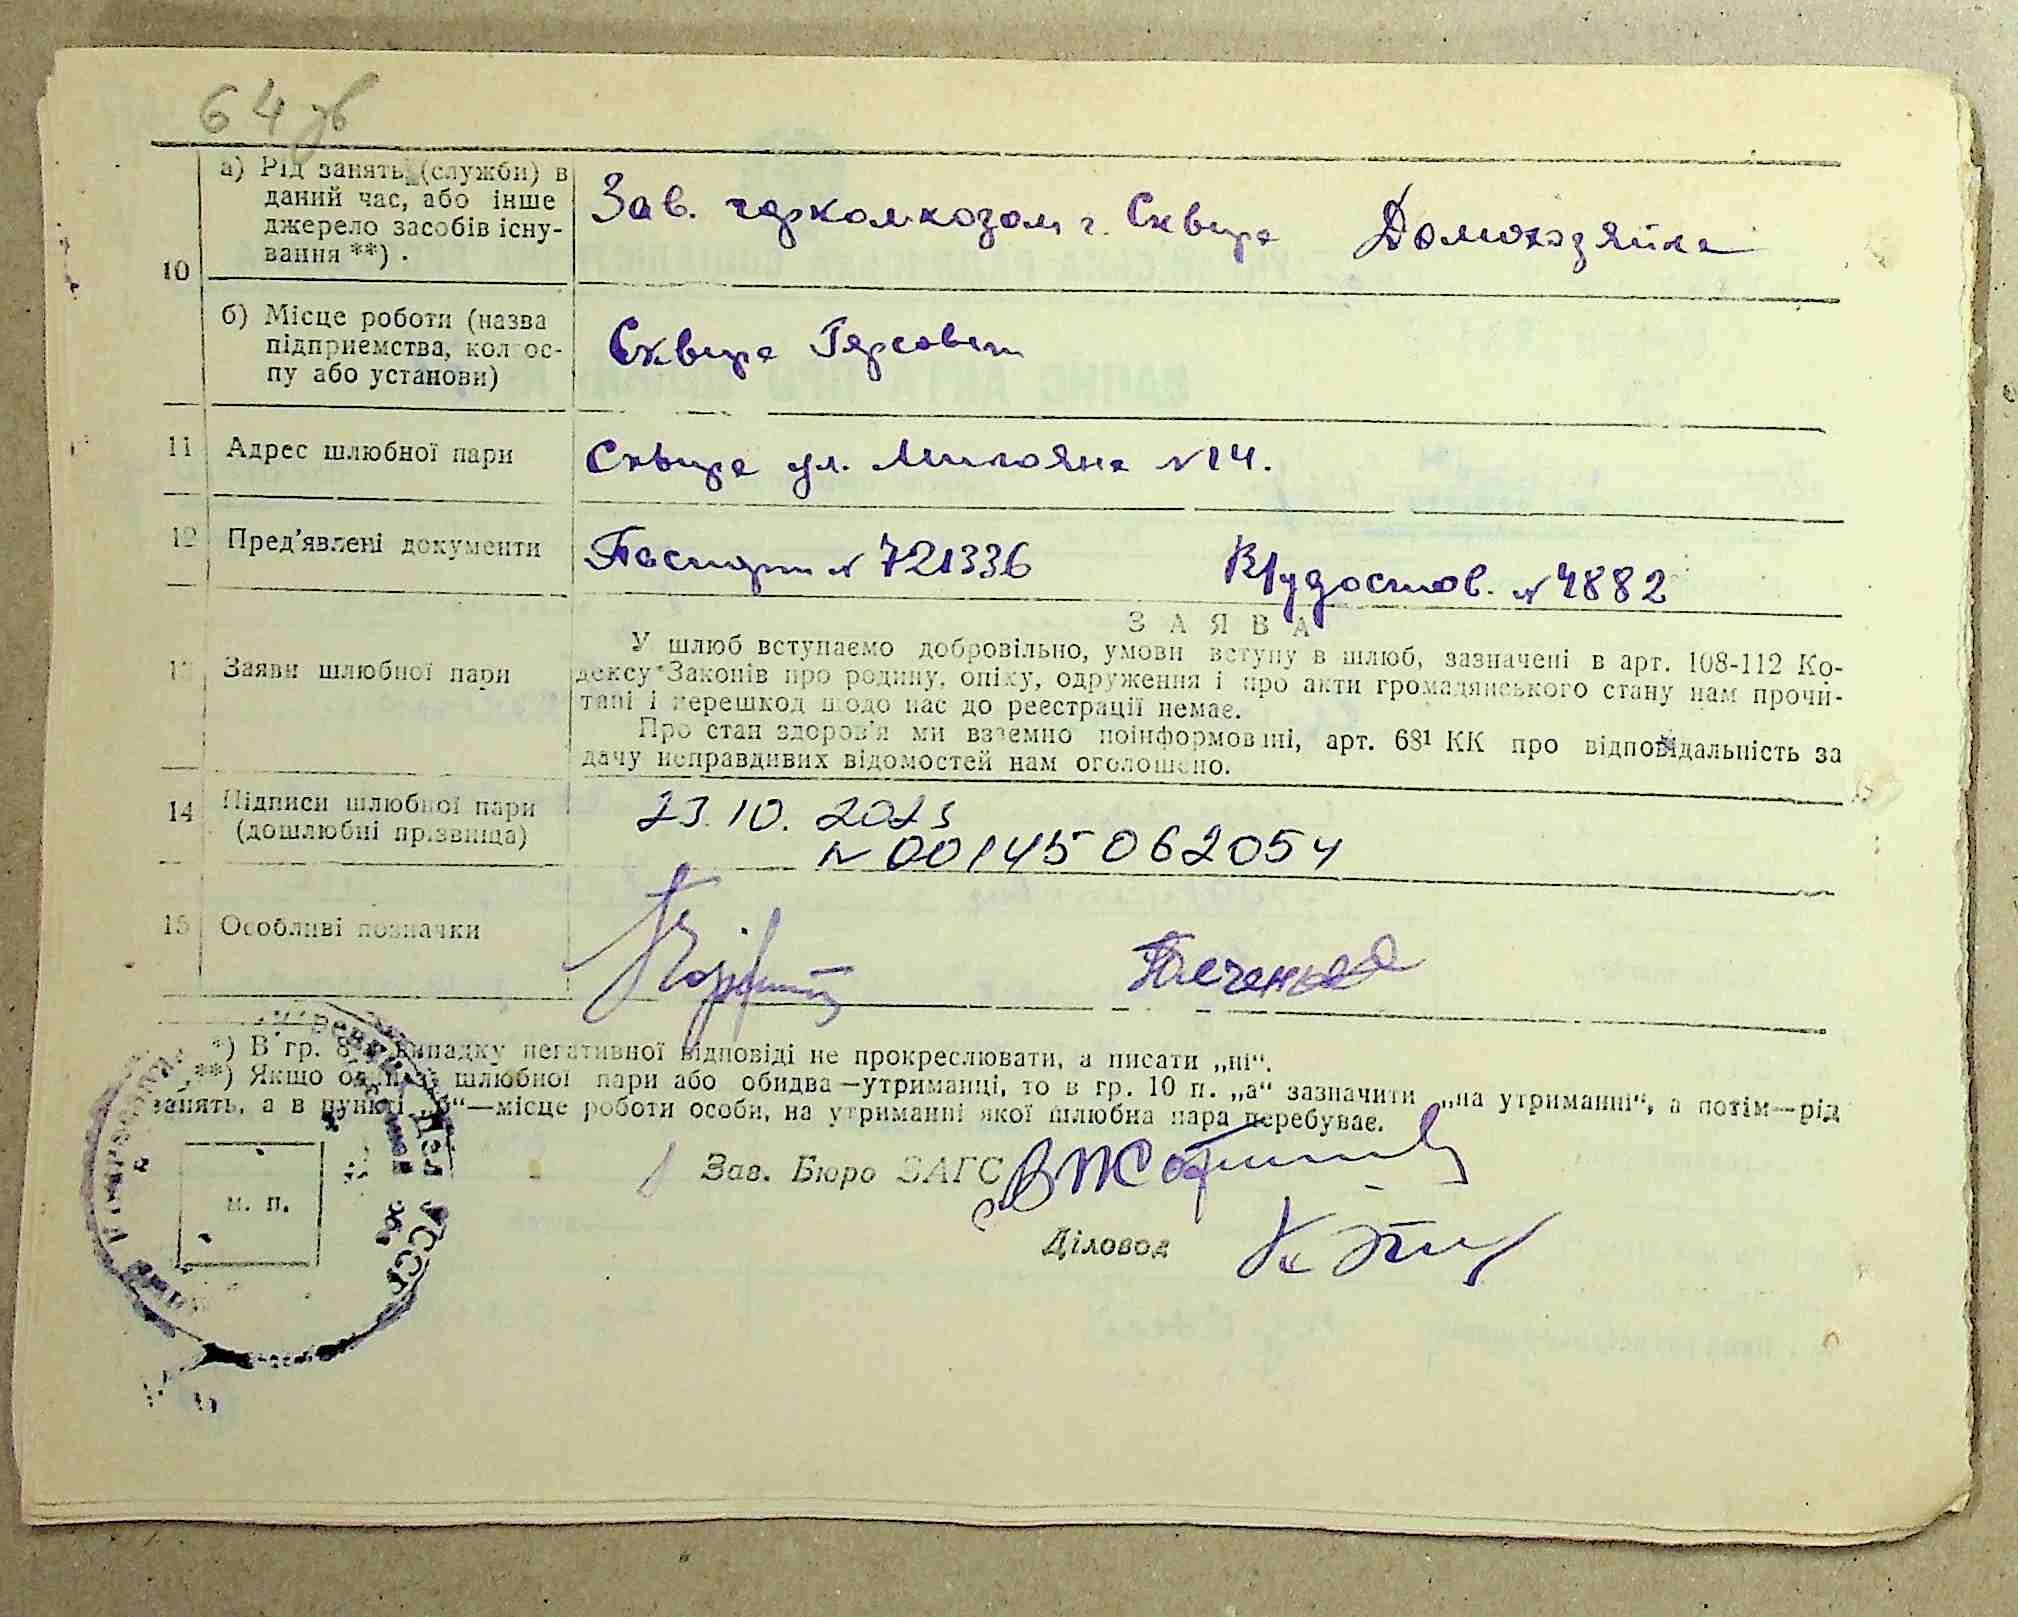 64 зв
10
а) Рід занять (служби) в
даний час, або інше
джерело засобів існу-
вання **) .
Зав. горкомхозом г. Сквира Домохозяйка
б) Місце роботи (назва
підприємства, колгос-
пу або установи)
Сквира Горсовет
11 Адрес шлюбної пари
Сквира ул. Микояна №14.
12 Пред'явлені документи
Паспорт № 721336 Вр/удостов. № 4882
З А Я В А
13 Заяви шлюбної пари
У шлюб вступаємо добровільно, умови вступу в шлюб, зазначені в арт. 108-112 Ко-
дексу Законів про родину, опіку, одруження і про акти громадянського стану нам прочи-
тані і перешкод щодо нас до реєстрації немає.
Про стан здоров'я ми взаємно поінформовані, арт. 68¹ КК про відповідальність за
дачу неправдивих відомостей нам оголошено.
14 Підписи шлюбної пари
(дошлюбні прізвища)
23.10.2023
№ 00145062054
15 Особливі позначки
*) В гр. 8 в випадку негативної відповіді не прокреслювати, а писати „ні“.
**) Якщо один із шлюбної пари або обидва—утриманці, то в гр. 10 п. „а“ зазначити „на утриманні“, а потім—рід
занять, а в пункті „б“—місце роботи особи, на утриманні якої шлюбна пара перебуває.
Зав. Бюро ЗАГС
м. п.
Діловод
УССР